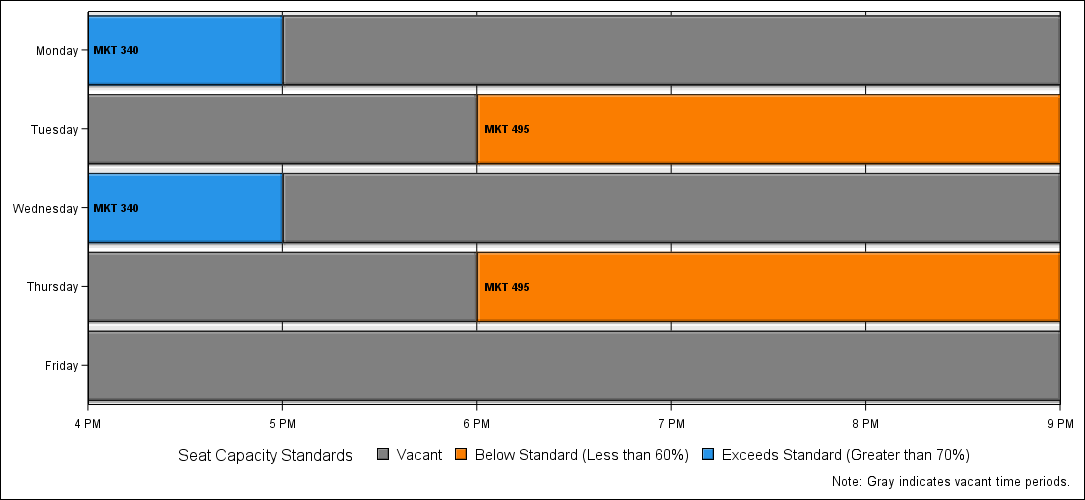 Monday MKT 340
Tuesday MKT 495
Wednesday MKT 340
Thursday MKT 495
Friday
4 PM 5 PM 6 PM 7 PM 8 PM 9 PM
Seat Capacity Standards Vacant Below Standard (Less than 60%) Exceeds Standard (Greater than 70%)
Note: Gray indicates vacant time periods.